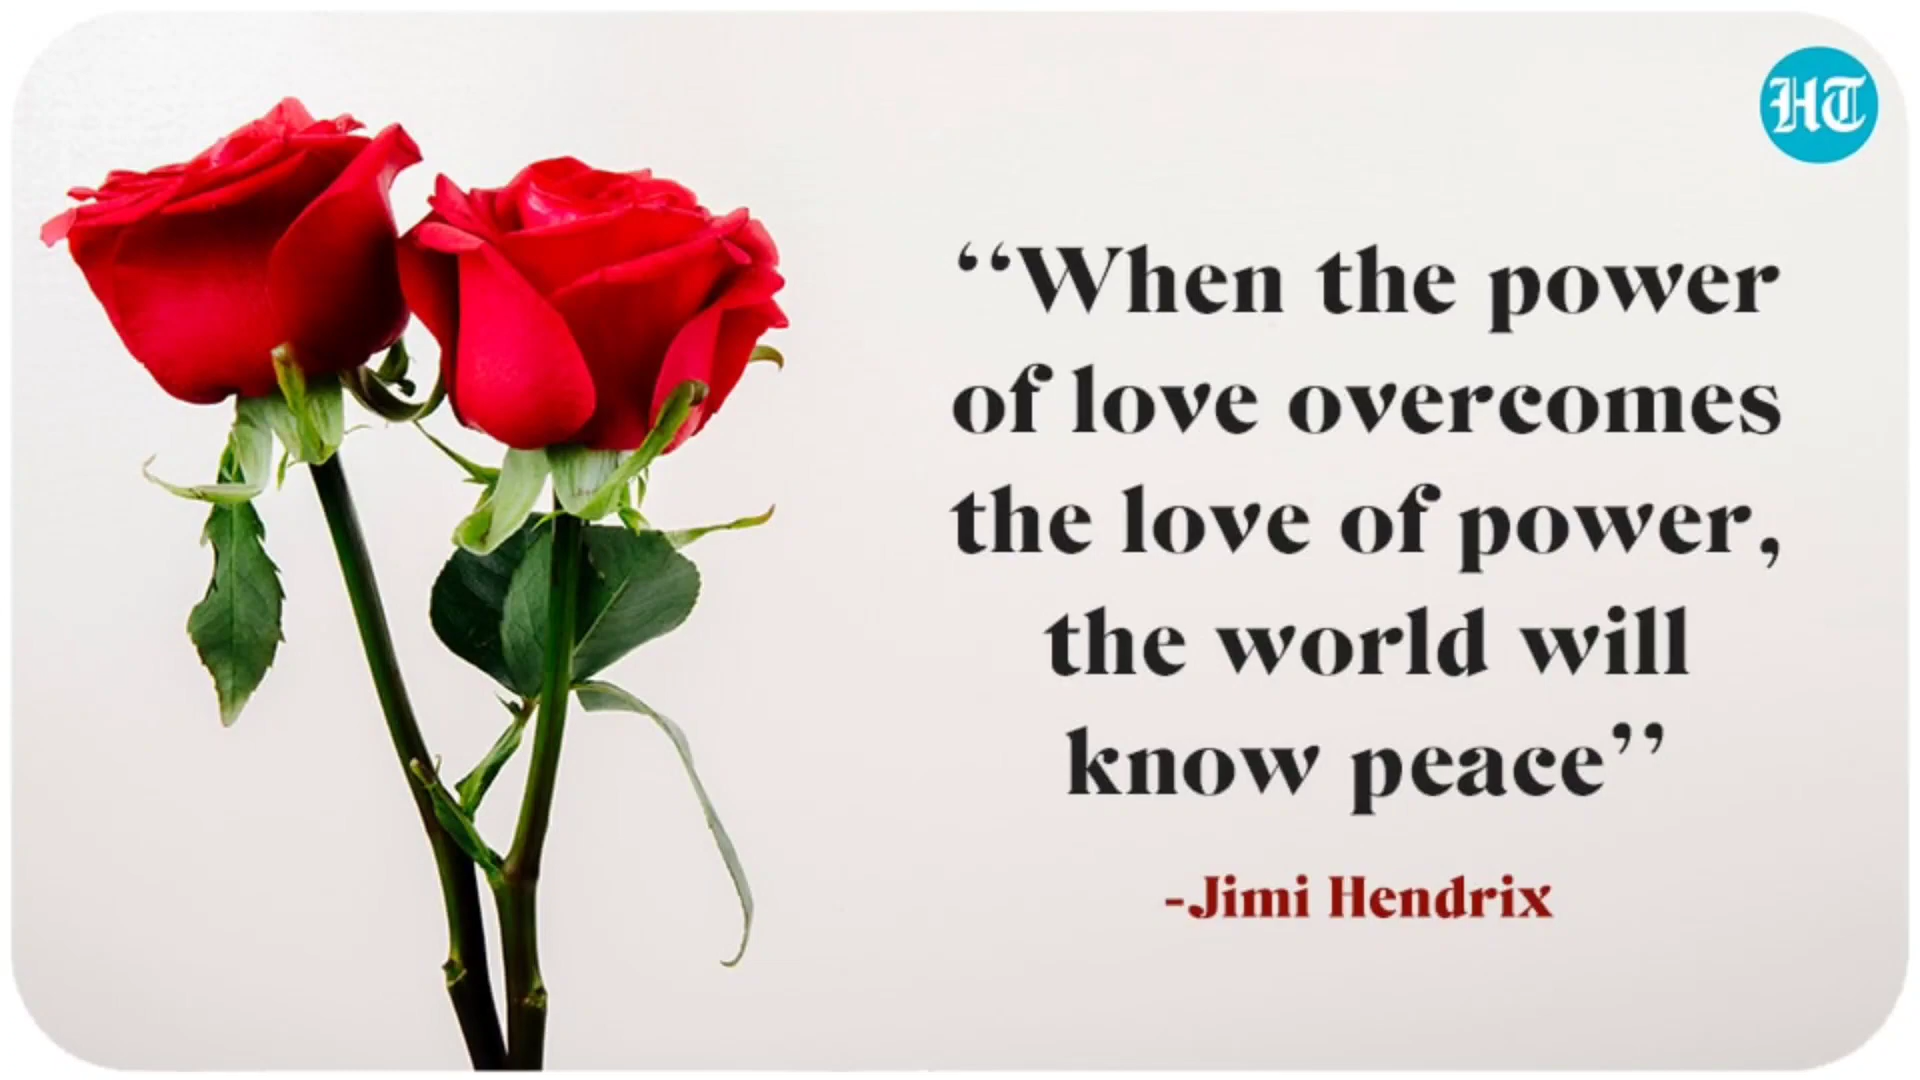 HT
“When the power
of love overcomes
the love of power,
the world will
know peace”
-Jimi Hendrix